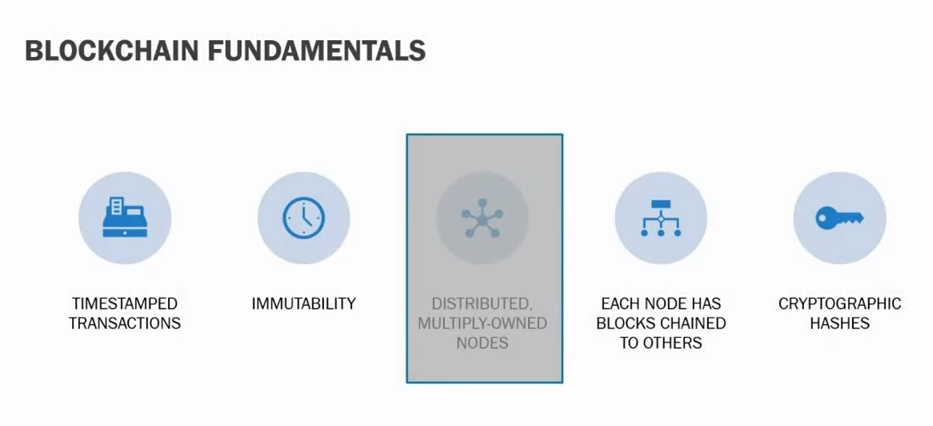 BLOCKCHAIN FUNDAMENTALS
TIMESTAMPED
TRANSACTIONS
IMMUTABILITY
DISTRIBUTED,
MULTIPLY-OWNED
NODES
EACH NODE HAS
BLOCKS CHAINED
TO OTHERS
CRYPTOGRAPHIC
HASHES